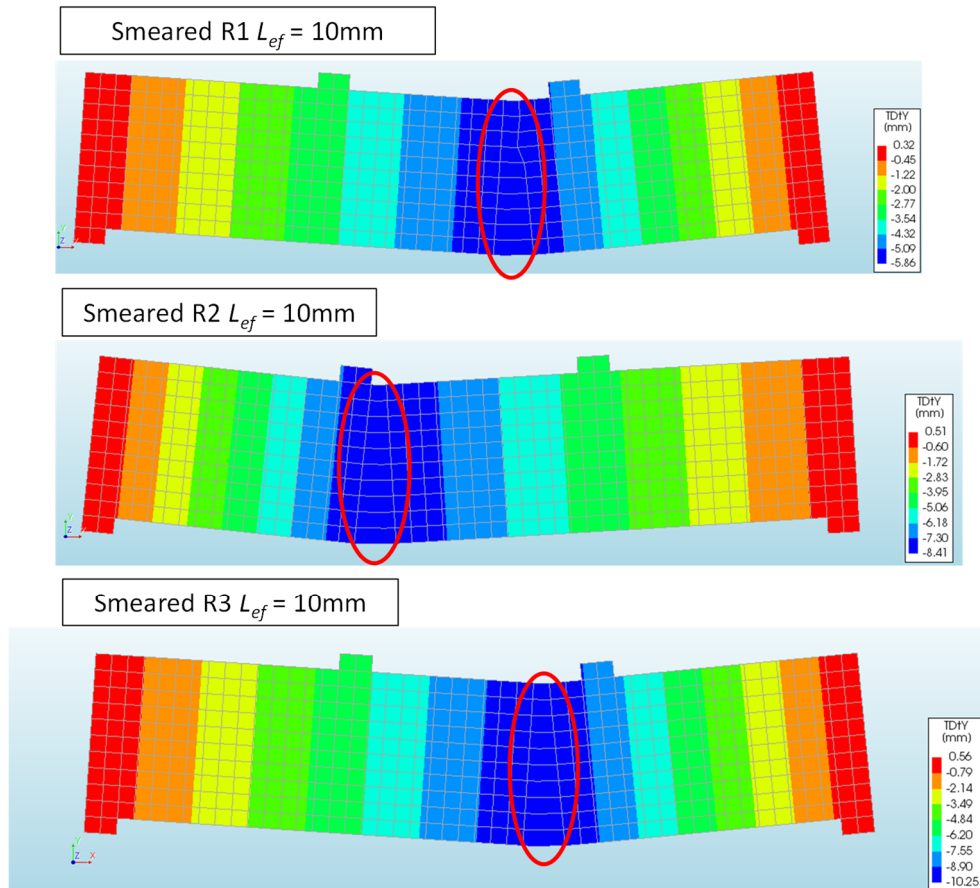 Smeared R1 Lef = 10mm
TDtY
(mm)
0.32
-0.45
-1.22
-2.00
-2.77
-3.54
-4.32
-5.09
-5.86
Y
Z
Smeared R2 Lef = 10mm
TDtY
(mm)
0.51
-0.60
-1.72
-2.83
-3.95
-5.06
-6.18
-7.30
-8.41
Y
Z
Smeared R3 Lef = 10mm
TDtY
(mm)
0.56
-0.79
-2.14
-3.49
-4.84
-6.20
-7.55
-8.90
-10.25
Y
Z X